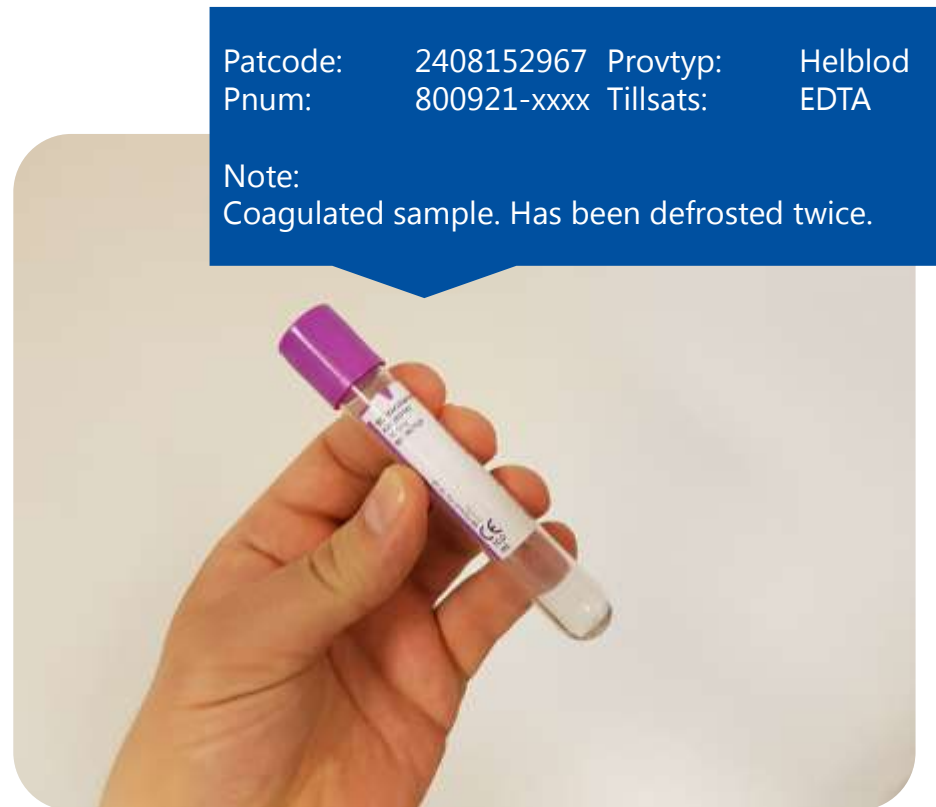 Patcode: 2408152967 Provtyp: Helblod
Pnum: 800921-xxxx Tillsats: EDTA
Note:
Coagulated sample. Has been defrosted twice.